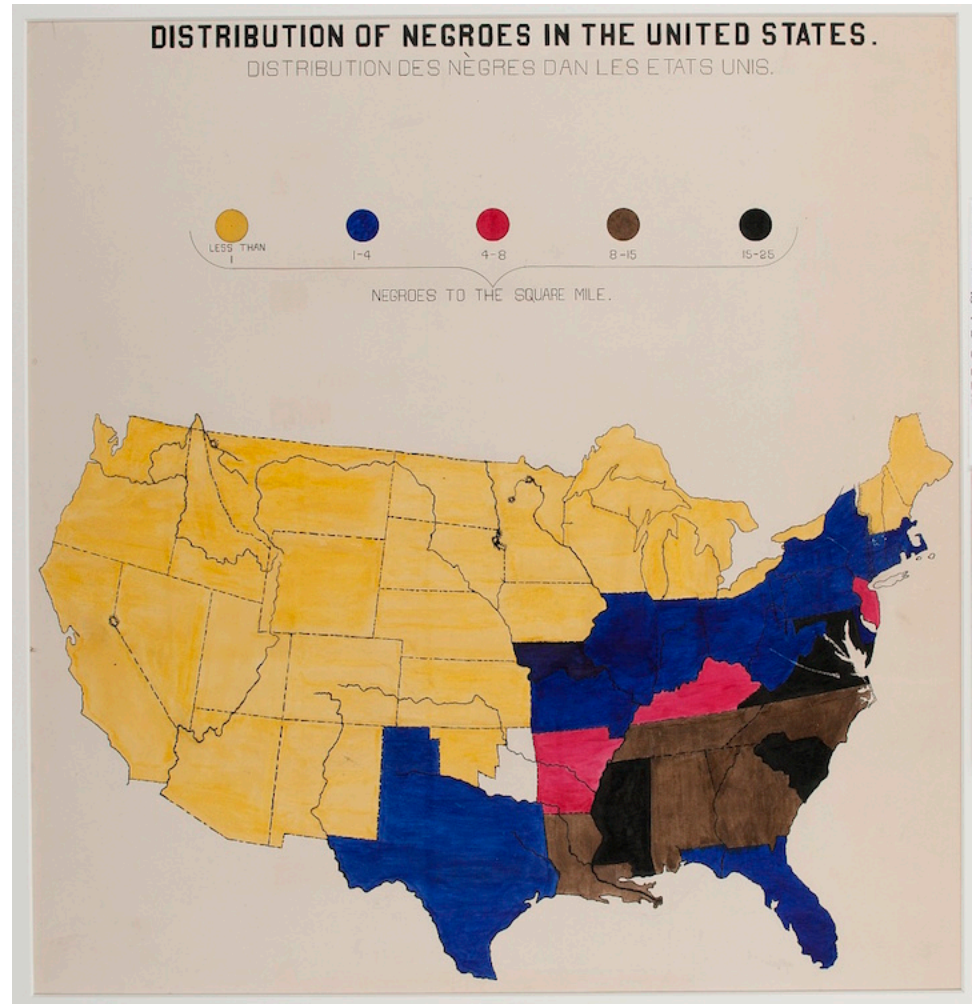 DISTRIBUTION OF NEGROES IN THE UNITED STATES.
DISTRIBUTION DES NÈGRES DAN LES ETATS UNIS.
LESS THAN
1
1-4
4-8
8-15
15-25
NEGROES TO THE SQUARE MILE.